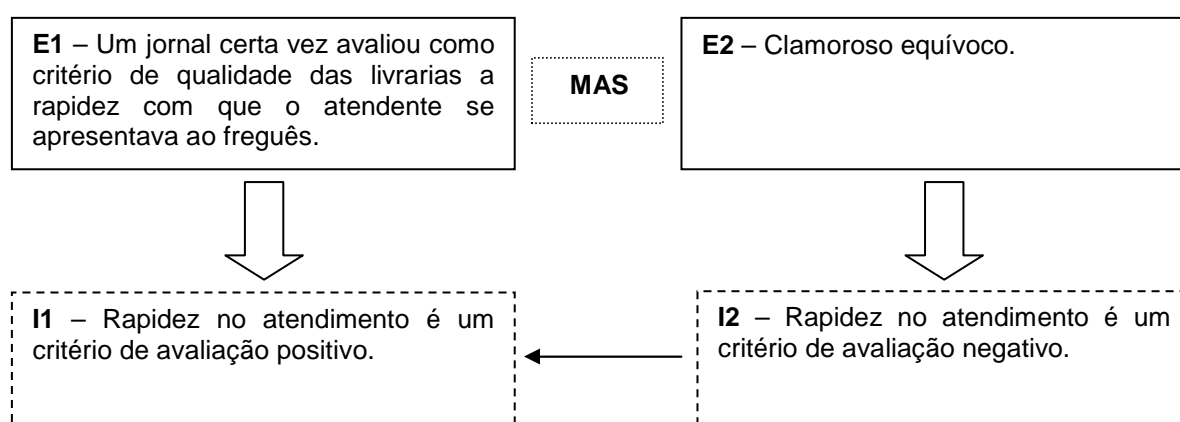 E1 – Um jornal certa vez avaliou como
critério de qualidade das livrarias a
rapidez com que o atendente se
apresentava ao freguês.
MAS
E2 – Clamoroso equívoco.
I1 – Rapidez no atendimento é um
critério de avaliação positivo.
I2 – Rapidez no atendimento é um
critério de avaliação negativo.